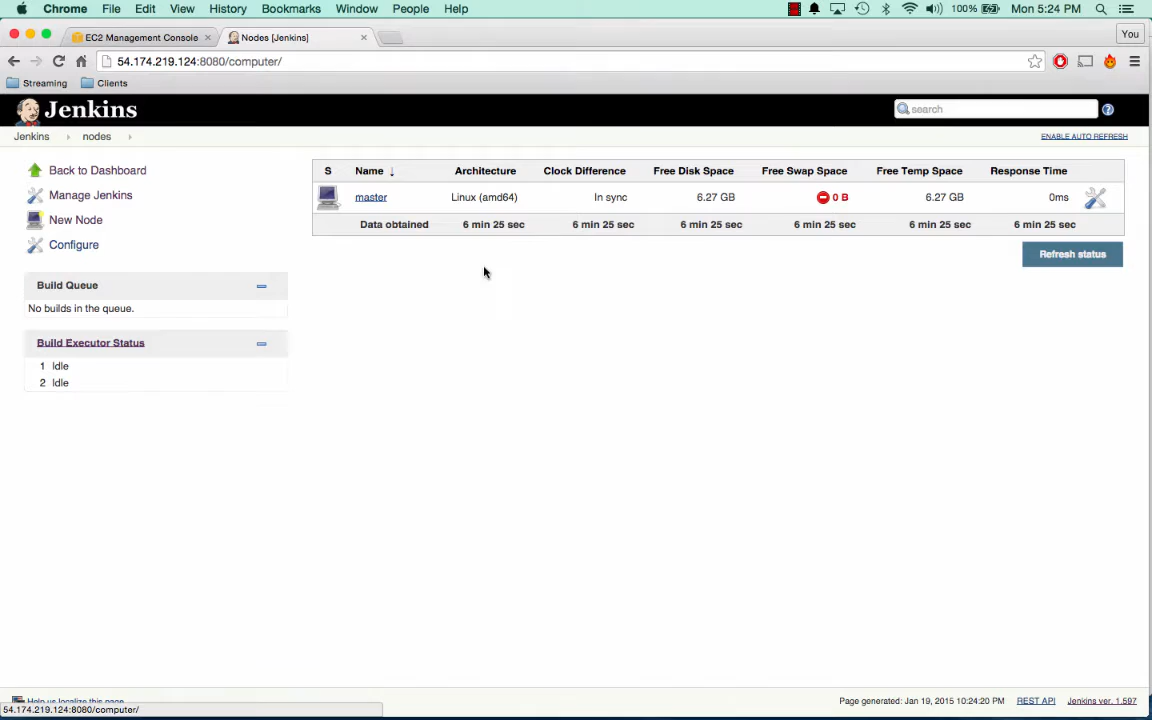 Chrome File Edit View History Bookmarks Window People Help 100% Mon 5:24 PM
EC2 Management Console × Nodes [Jenkins] × You
54.174.219.124:8080/computer/
Streaming Clients
Jenkins search ?
Jenkins nodes ENABLE AUTO REFRESH
Back to Dashboard
Manage Jenkins
New Node
Configure
S Name ↓ Architecture Clock Difference Free Disk Space Free Swap Space Free Temp Space Response Time
master Linux (amd64) In sync 6.27 GB 0 B 6.27 GB 0ms
Data obtained 6 min 25 sec 6 min 25 sec 6 min 25 sec 6 min 25 sec 6 min 25 sec 6 min 25 sec
Refresh status
Build Queue
No builds in the queue.
Build Executor Status
1 Idle
2 Idle
Help us localize this page Page generated: Jan 19, 2015 10:24:20 PM REST API Jenkins ver. 1.597
54.174.219.124:8080/computer/